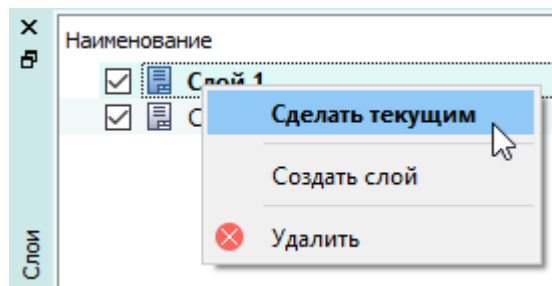 Наименование
Слой 1
Сделать текущим
Создать слой
Удалить
Слои